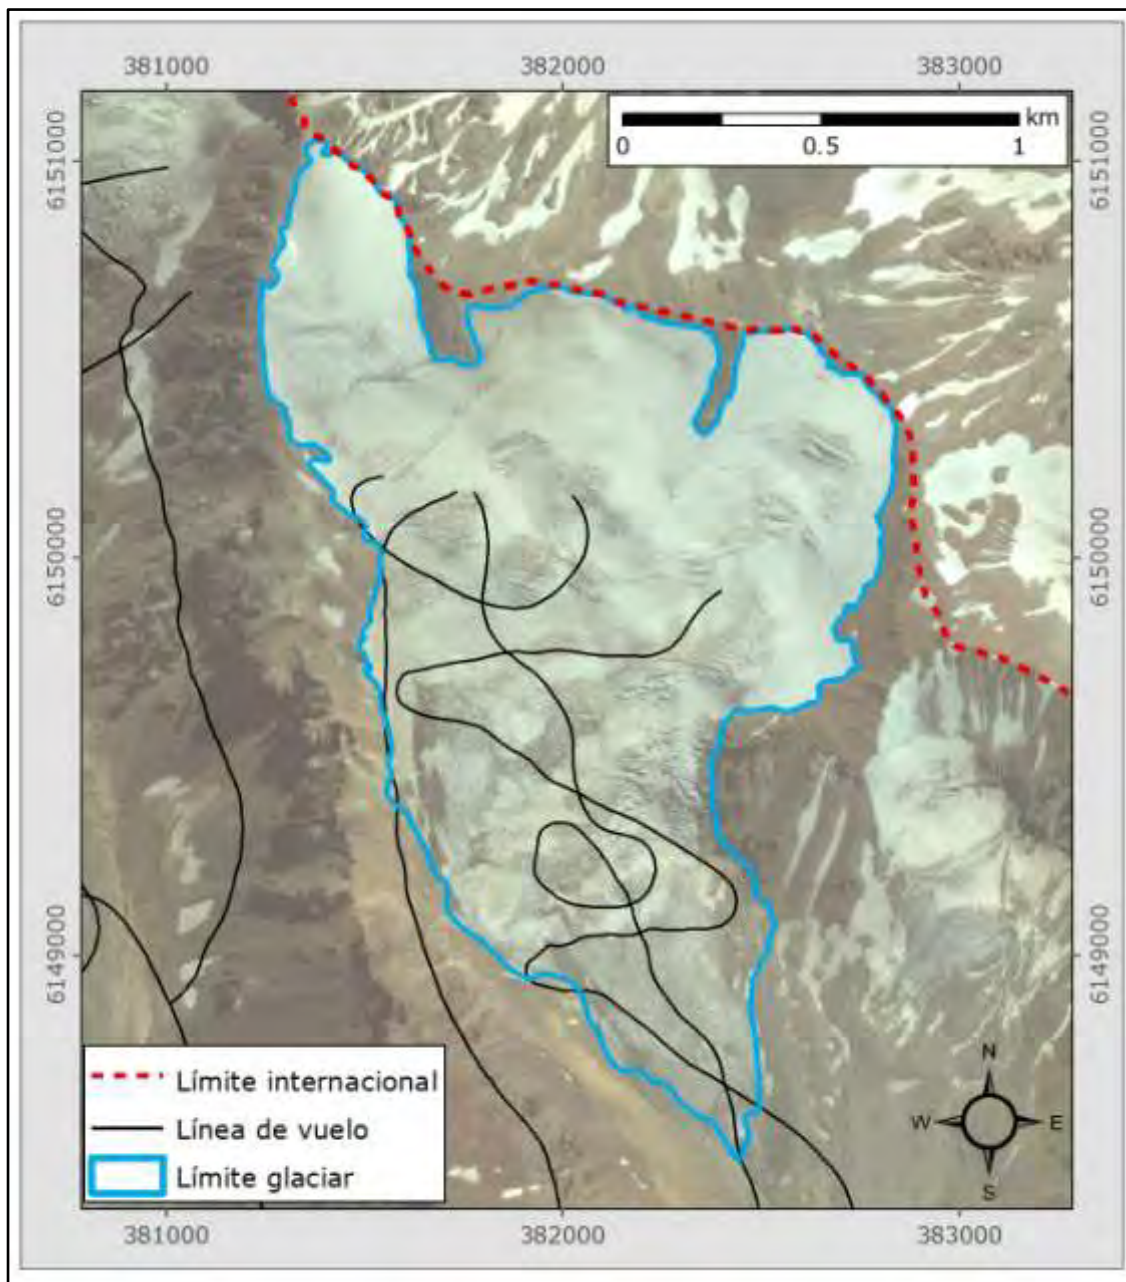 381000 382000 383000
km
0 0.5 1
6151000 6151000
6150000 6150000
6149000 6149000
Límite internacional
Línea de vuelo
Límite glaciar
N
W E
S
381000 382000 383000